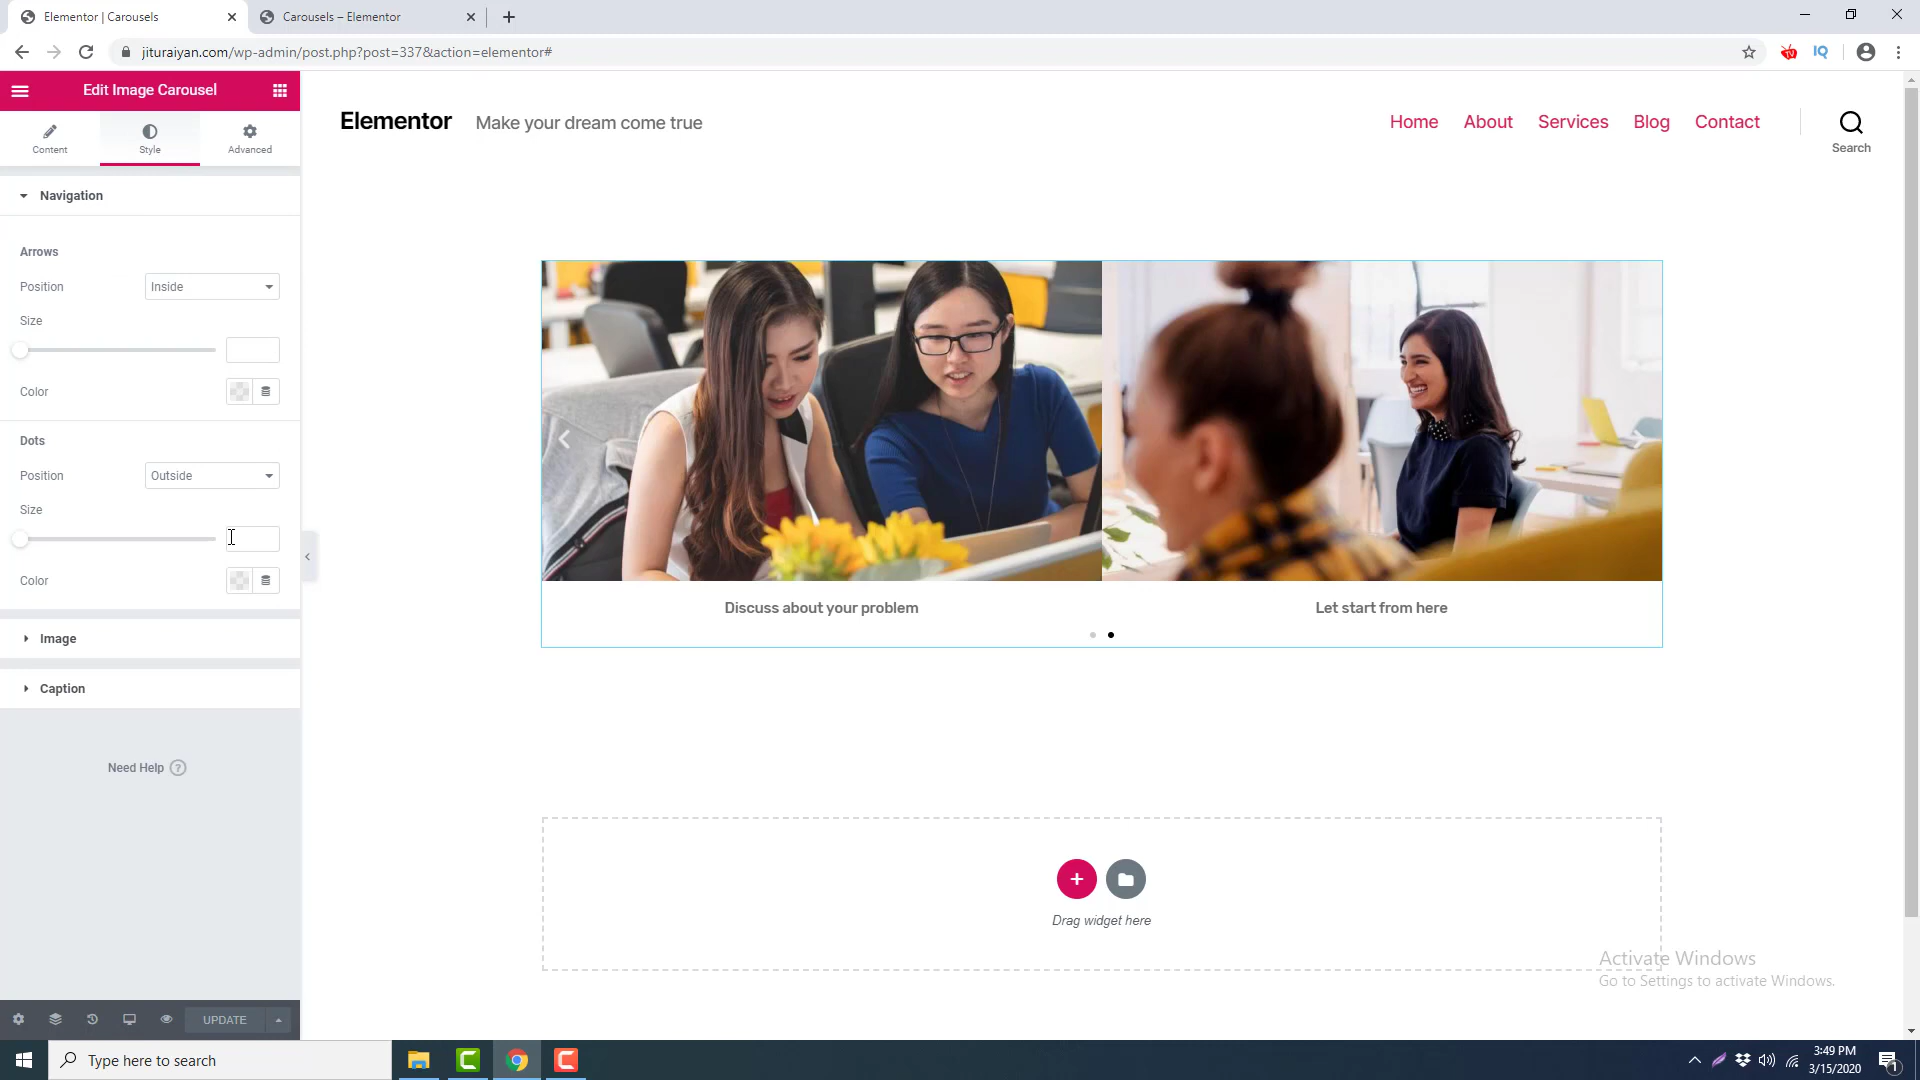 Elementor | Carousels
Carousels – Elementor
jituraiyan.com/wp-admin/post.php?post=337&action=elementor#
Edit Image Carousel
Content
Style
Advanced
Navigation
Arrows
Position
Inside
Size
Color
Dots
Position
Outside
Size
Color
Image
Caption
Need Help ?
UPDATE
Elementor
Make your dream come true
Home
About
Services
Blog
Contact
Search
Discuss about your problem
Let start from here
Drag widget here
Activate Windows
Go to Settings to activate Windows.
Type here to search
3:49 PM
3/15/2020
1
TV
IQ